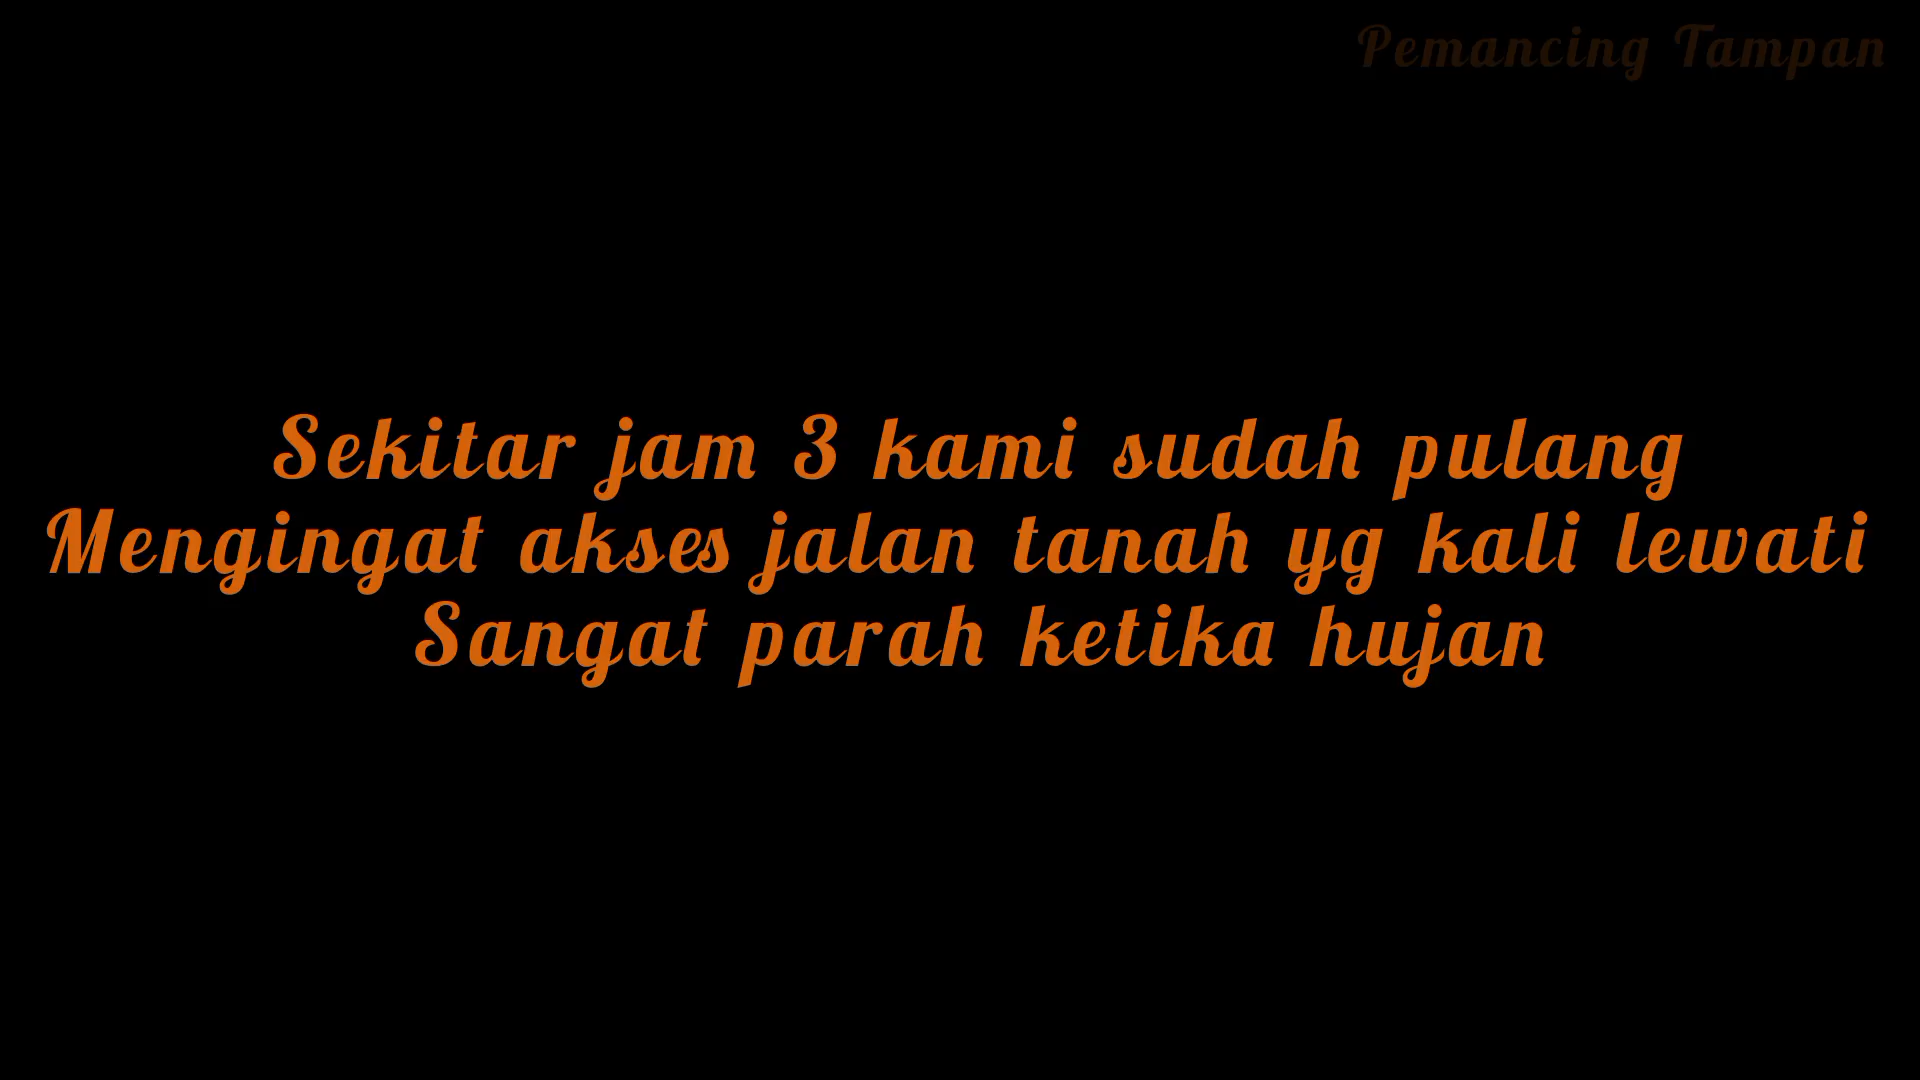 Pemancing Tampan
Sekitar jam 3 kami sudah pulang
Mengingat akses jalan tanah yg kali lewati
Sangat parah ketika hujan